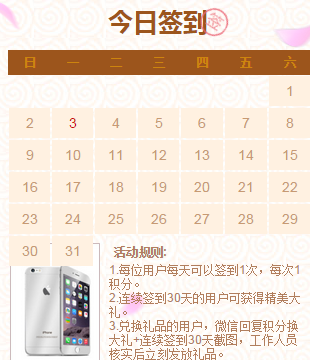 今日签到 签
日 一 二 三 四 五 六
1
2 3 4 5 6 7 8
9 10 11 12 13 14 15
16 17 18 19 20 21 22
23 24 25 26 27 28 29
30 31
活动规则:
1.每位用户每天可以签到1次，每次1
积分。
2.连续签到30天的用户可获得精美大
礼。
3.兑换礼品的用户，微信回复积分换
大礼+连续签到30天截图，工作人员
核实后立刻发放礼品。